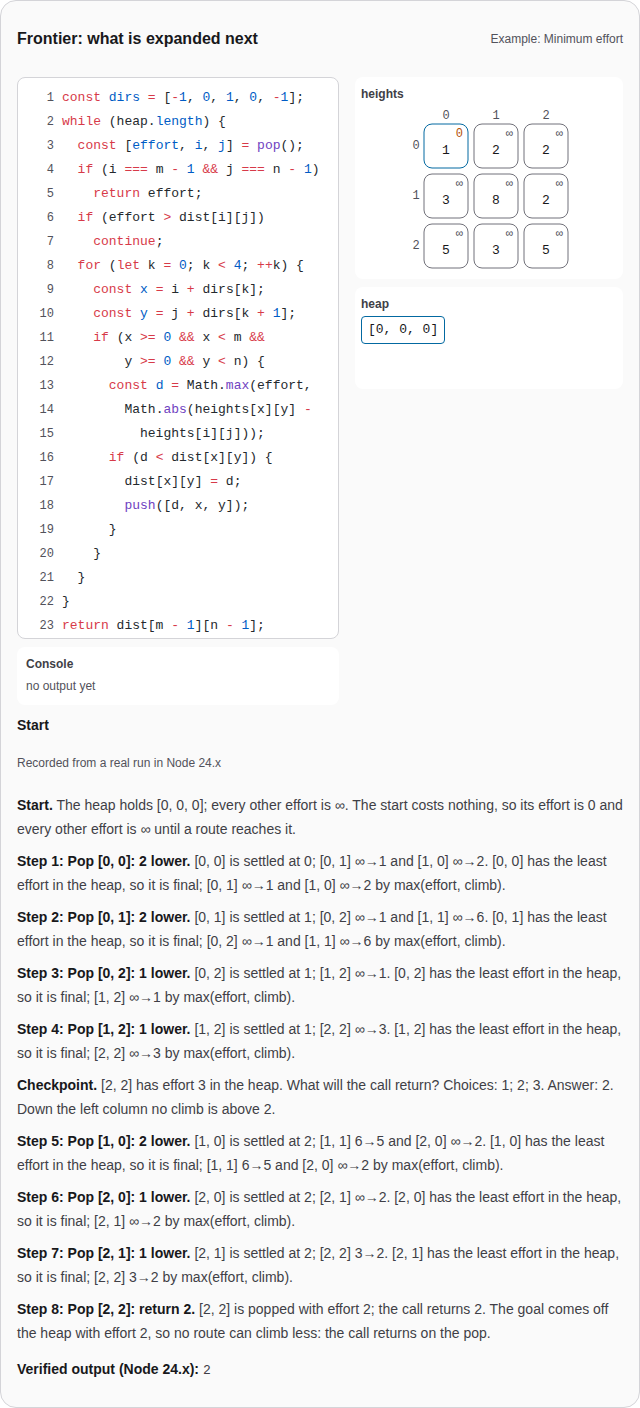 Frontier: what is expanded next
Example: Minimum effort
1 const dirs = [-1, 0, 1, 0, -1];
2 while (heap.length) {
3   const [effort, i, j] = pop();
4   if (i === m - 1 && j === n - 1)
5     return effort;
6   if (effort > dist[i][j])
7     continue;
8   for (let k = 0; k < 4; ++k) {
9     const x = i + dirs[k];
10     const y = j + dirs[k + 1];
11     if (x >= 0 && x < m &&
12         y >= 0 && y < n) {
13       const d = Math.max(effort,
14         Math.abs(heights[x][y] -
15           heights[i][j]));
16       if (d < dist[x][y]) {
17         dist[x][y] = d;
18         push([d, x, y]);
19       }
20     }
21   }
22 }
23 return dist[m - 1][n - 1];
heights
0 1 2
0 ∞ ∞
0 1 2 2
∞ ∞ ∞
1 3 8 2
∞ ∞ ∞
2 5 3 5
heap
[0, 0, 0]
Console
no output yet
Start
Recorded from a real run in Node 24.x
Start. The heap holds [0, 0, 0]; every other effort is ∞. The start costs nothing, so its effort is 0 and
every other effort is ∞ until a route reaches it.
Step 1: Pop [0, 0]: 2 lower. [0, 0] is settled at 0; [0, 1] ∞→1 and [1, 0] ∞→2. [0, 0] has the least
effort in the heap, so it is final; [0, 1] ∞→1 and [1, 0] ∞→2 by max(effort, climb).
Step 2: Pop [0, 1]: 2 lower. [0, 1] is settled at 1; [0, 2] ∞→1 and [1, 1] ∞→6. [0, 1] has the least
effort in the heap, so it is final; [0, 2] ∞→1 and [1, 1] ∞→6 by max(effort, climb).
Step 3: Pop [0, 2]: 1 lower. [0, 2] is settled at 1; [1, 2] ∞→1. [0, 2] has the least effort in the heap,
so it is final; [1, 2] ∞→1 by max(effort, climb).
Step 4: Pop [1, 2]: 1 lower. [1, 2] is settled at 1; [2, 2] ∞→3. [1, 2] has the least effort in the heap,
so it is final; [2, 2] ∞→3 by max(effort, climb).
Checkpoint. [2, 2] has effort 3 in the heap. What will the call return? Choices: 1; 2; 3. Answer: 2.
Down the left column no climb is above 2.
Step 5: Pop [1, 0]: 2 lower. [1, 0] is settled at 2; [1, 1] 6→5 and [2, 0] ∞→2. [1, 0] has the least
effort in the heap, so it is final; [1, 1] 6→5 and [2, 0] ∞→2 by max(effort, climb).
Step 6: Pop [2, 0]: 1 lower. [2, 0] is settled at 2; [2, 1] ∞→2. [2, 0] has the least effort in the heap,
so it is final; [2, 1] ∞→2 by max(effort, climb).
Step 7: Pop [2, 1]: 1 lower. [2, 1] is settled at 2; [2, 2] 3→2. [2, 1] has the least effort in the heap,
so it is final; [2, 2] 3→2 by max(effort, climb).
Step 8: Pop [2, 2]: return 2. [2, 2] is popped with effort 2; the call returns 2. The goal comes off
the heap with effort 2, so no route can climb less: the call returns on the pop.
Verified output (Node 24.x): 2